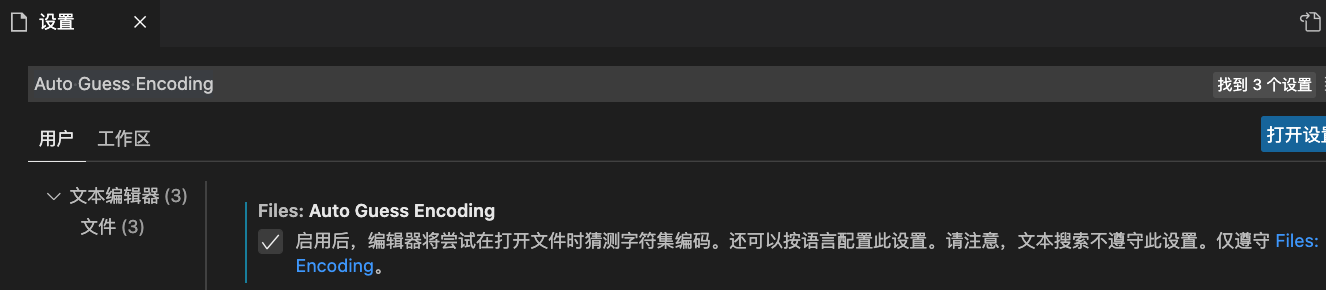 设置
Auto Guess Encoding
找到 3 个设置
用户 工作区
打开设
文本编辑器 (3)
文件 (3)
Files: Auto Guess Encoding
启用后，编辑器将尝试在打开文件时猜测字符集编码。还可以按语言配置此设置。请注意，文本搜索不遵守此设置。仅遵守 Files:
Encoding。